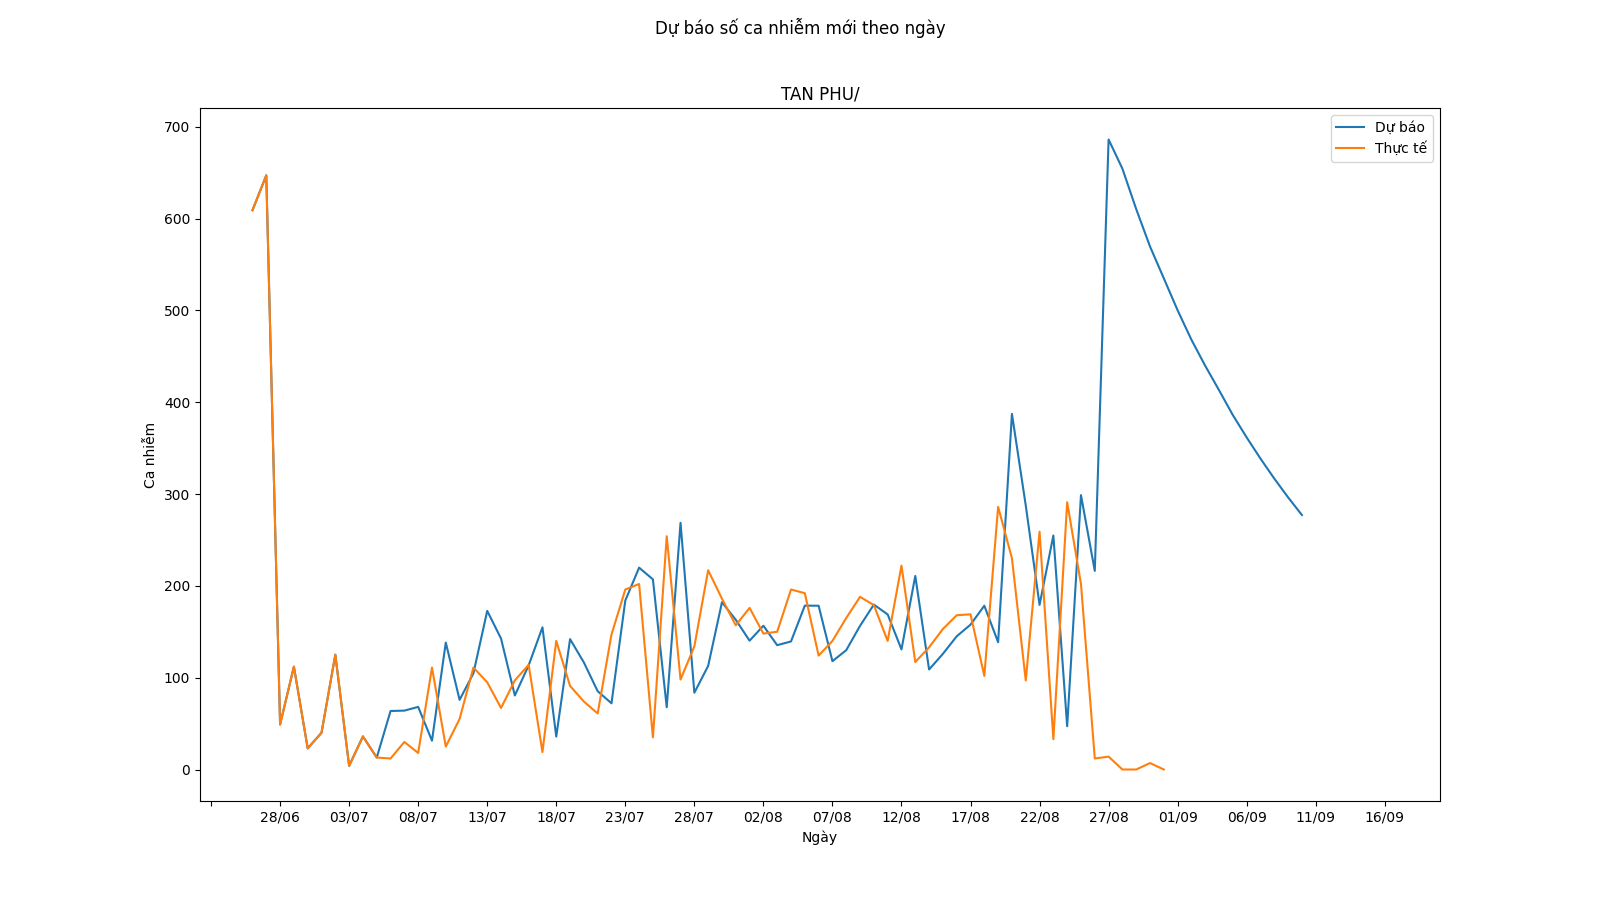 Dự báo số ca nhiễm mới theo ngày
TAN PHU/
Dự báo
Thực tế
700
600
500
400
300
200
100
0
Ca nhiễm
28/06 03/07 08/07 13/07 18/07 23/07 28/07 02/08 07/08 12/08 17/08 22/08 27/08 01/09 06/09 11/09 16/09
Ngày